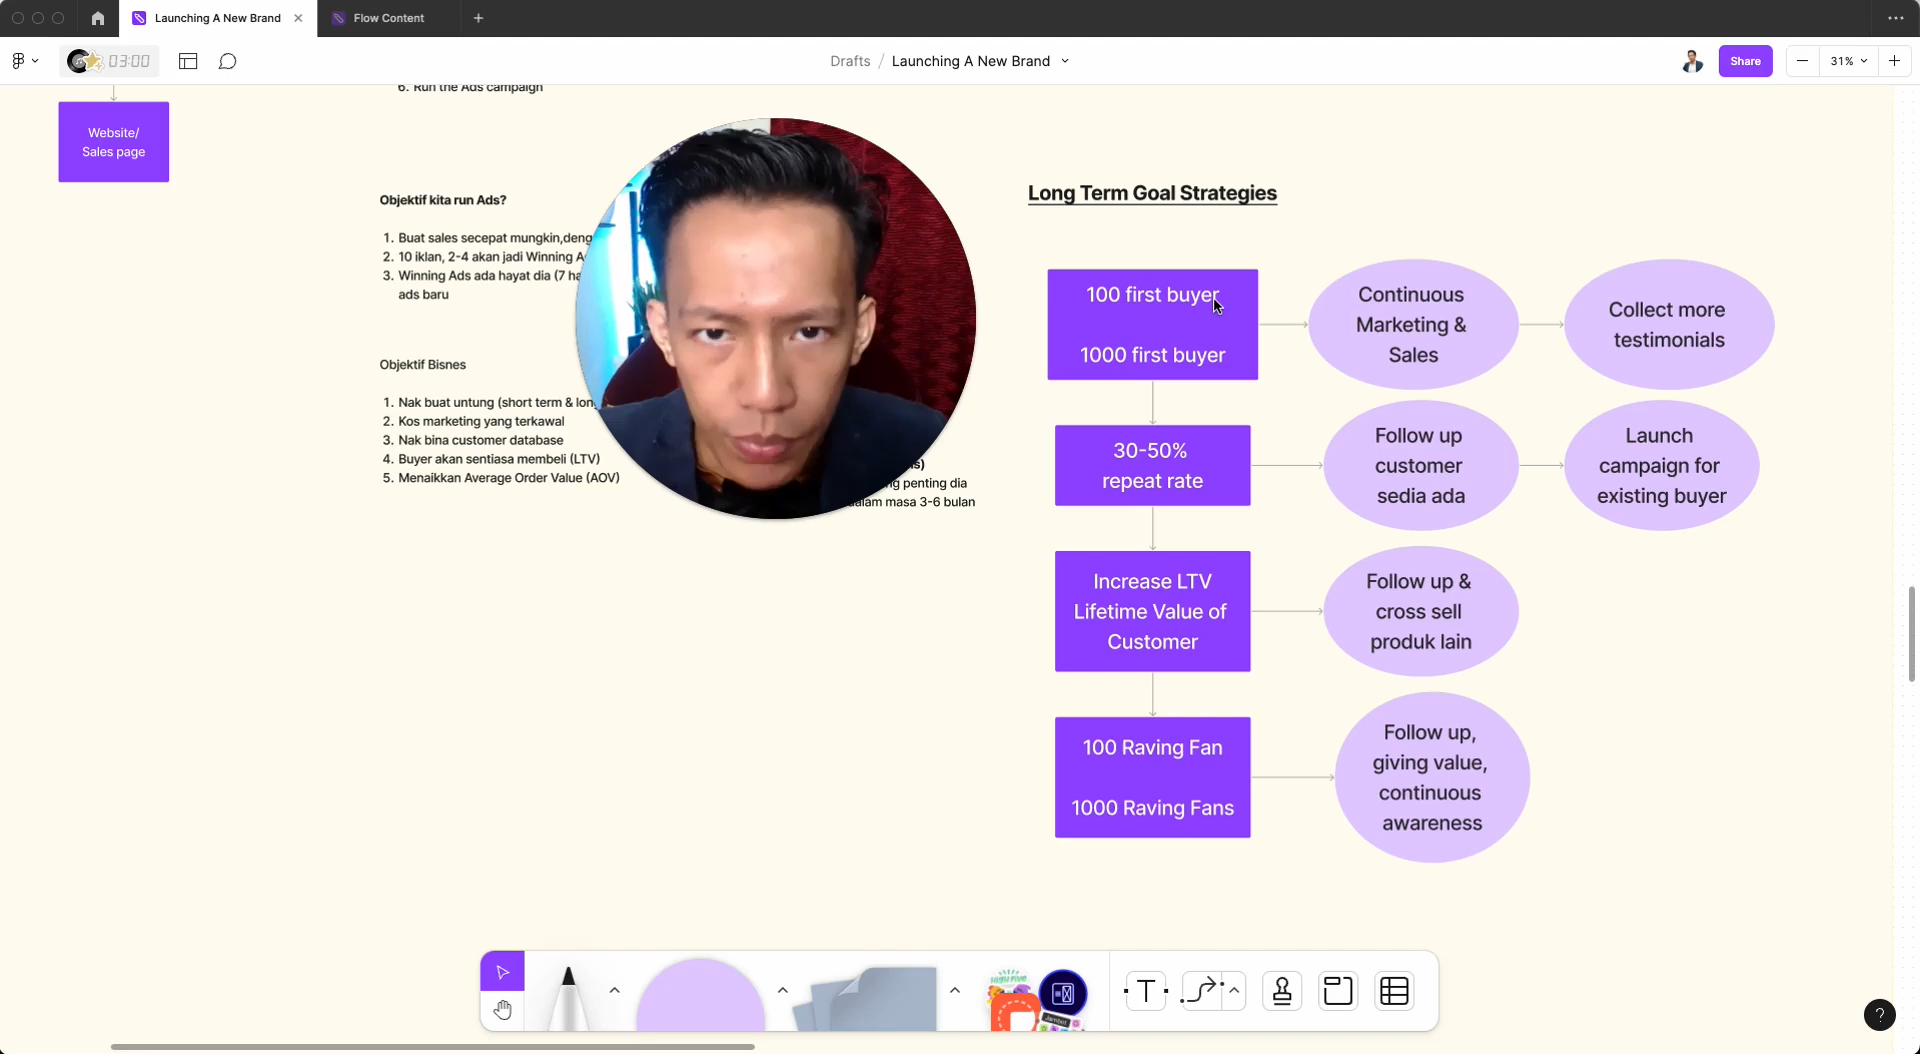 Launching A New Brand
Flow Content
03:00
Drafts / Launching A New Brand
Share
31%
6. Run the Ads campaign
Website/
Sales page
Objektif kita run Ads?
1. Buat sales secepat mungkin,deng
2. 10 iklan, 2-4 akan jadi Winning
3. Winning Ads ada hayat dia (7
ads baru
Objektif Bisnes
1. Nak buat untung (short term &
2. Kos marketing yang terkawal
3. Nak bina customer database
4. Buyer akan sentiasa membeli (LTV)
5. Menaikkan Average Order Value (AOV)
penting dia
dalam masa 3-6 bulan
Long Term Goal Strategies
100 first buyer
1000 first buyer
Continuous
Marketing &
Sales
Collect more
testimonials
30-50%
repeat rate
Follow up
customer
sedia ada
Launch
campaign for
existing buyer
Increase LTV
Lifetime Value of
Customer
Follow up &
cross sell
produk lain
100 Raving Fan
1000 Raving Fans
Follow up,
giving value,
continuous
awareness
HIGH FIVE
Jambot
T
?